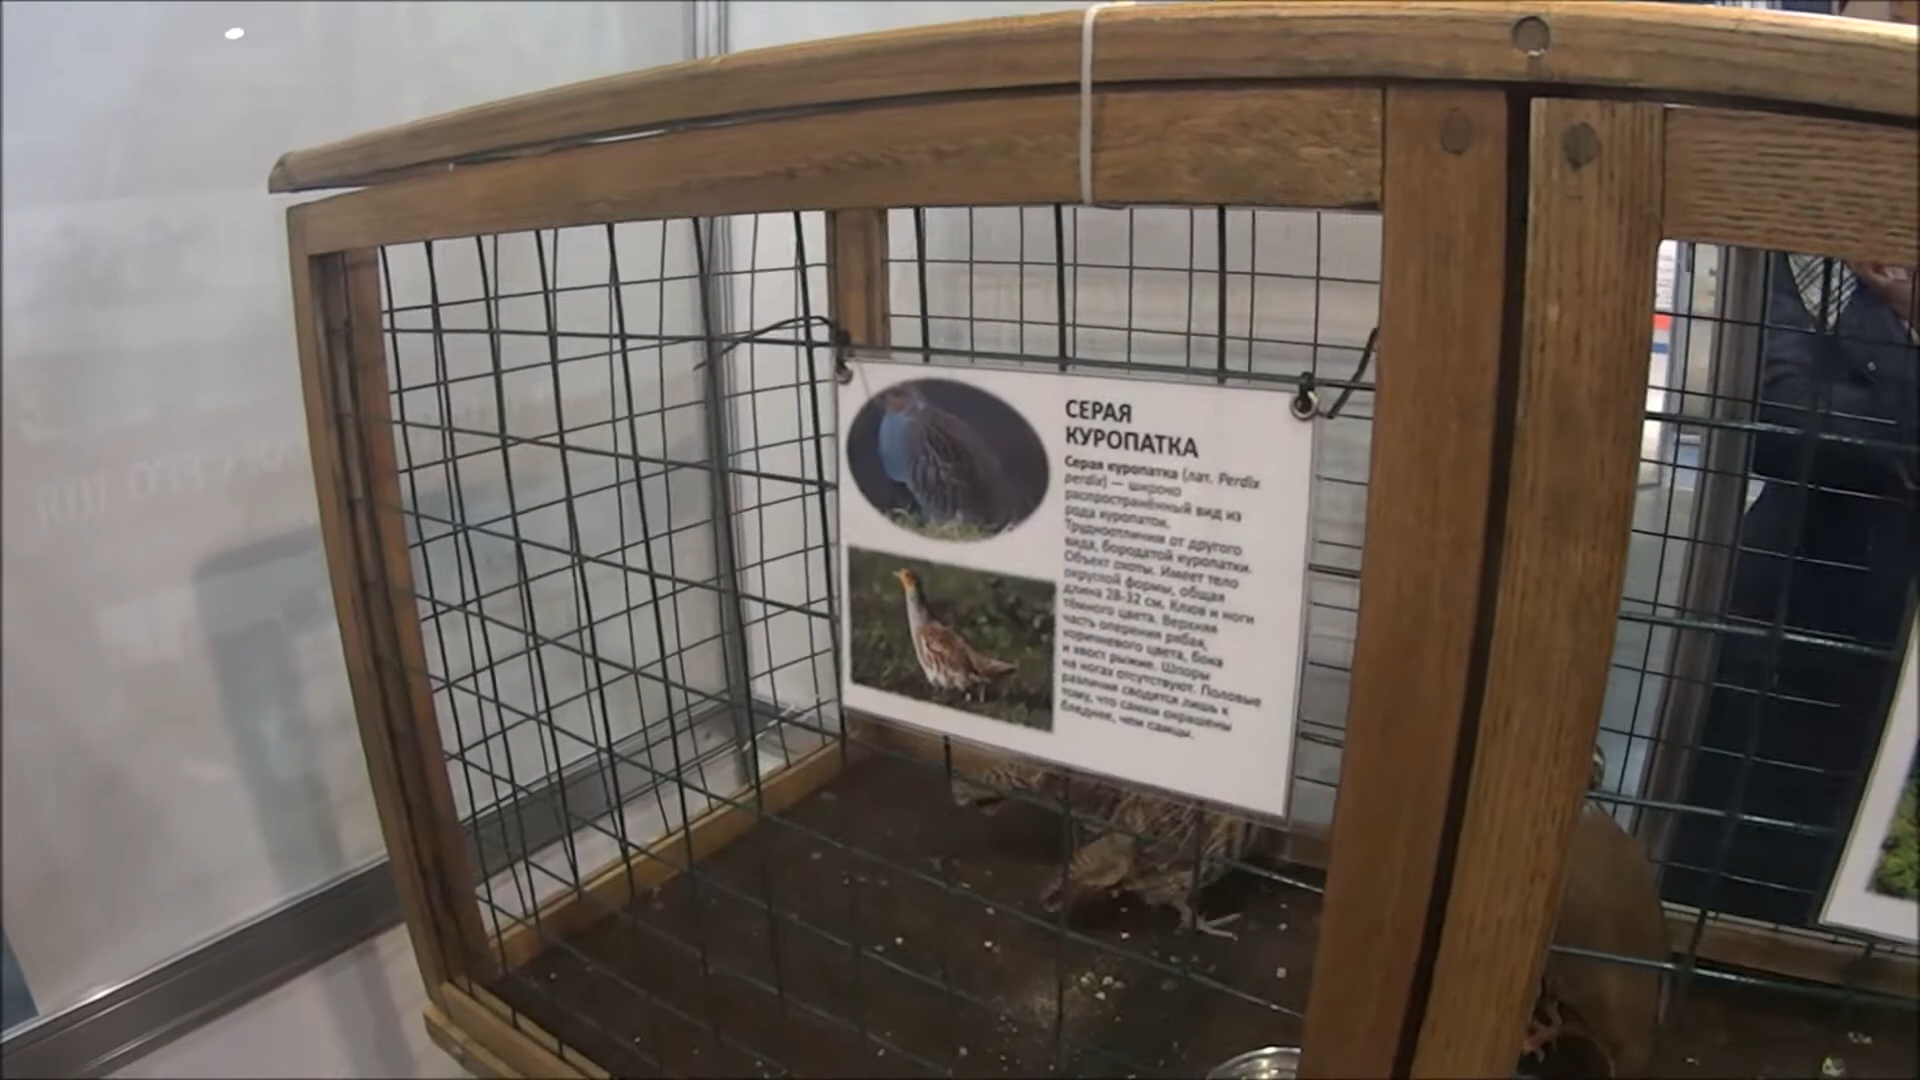 СЕРАЯ
КУРОПАТКА
Серая куропатка (лат. Perdix
perdix) — широко
распространённый вид из
рода куропаток.
Трудноотличим от другого
вида, бородатой куропатки.
Объект охоты. Имеет тело
округлой формы, общая
длина 28-32 см. Клюв и ноги
тёмного цвета. Верхняя
часть оперения рябая,
коричневого цвета, бока
и хвост рыжие. Шпоры
на ногах отсутствуют. Половые
различия сводятся лишь к
тому, что самки окрашены
бледнее, чем самцы.